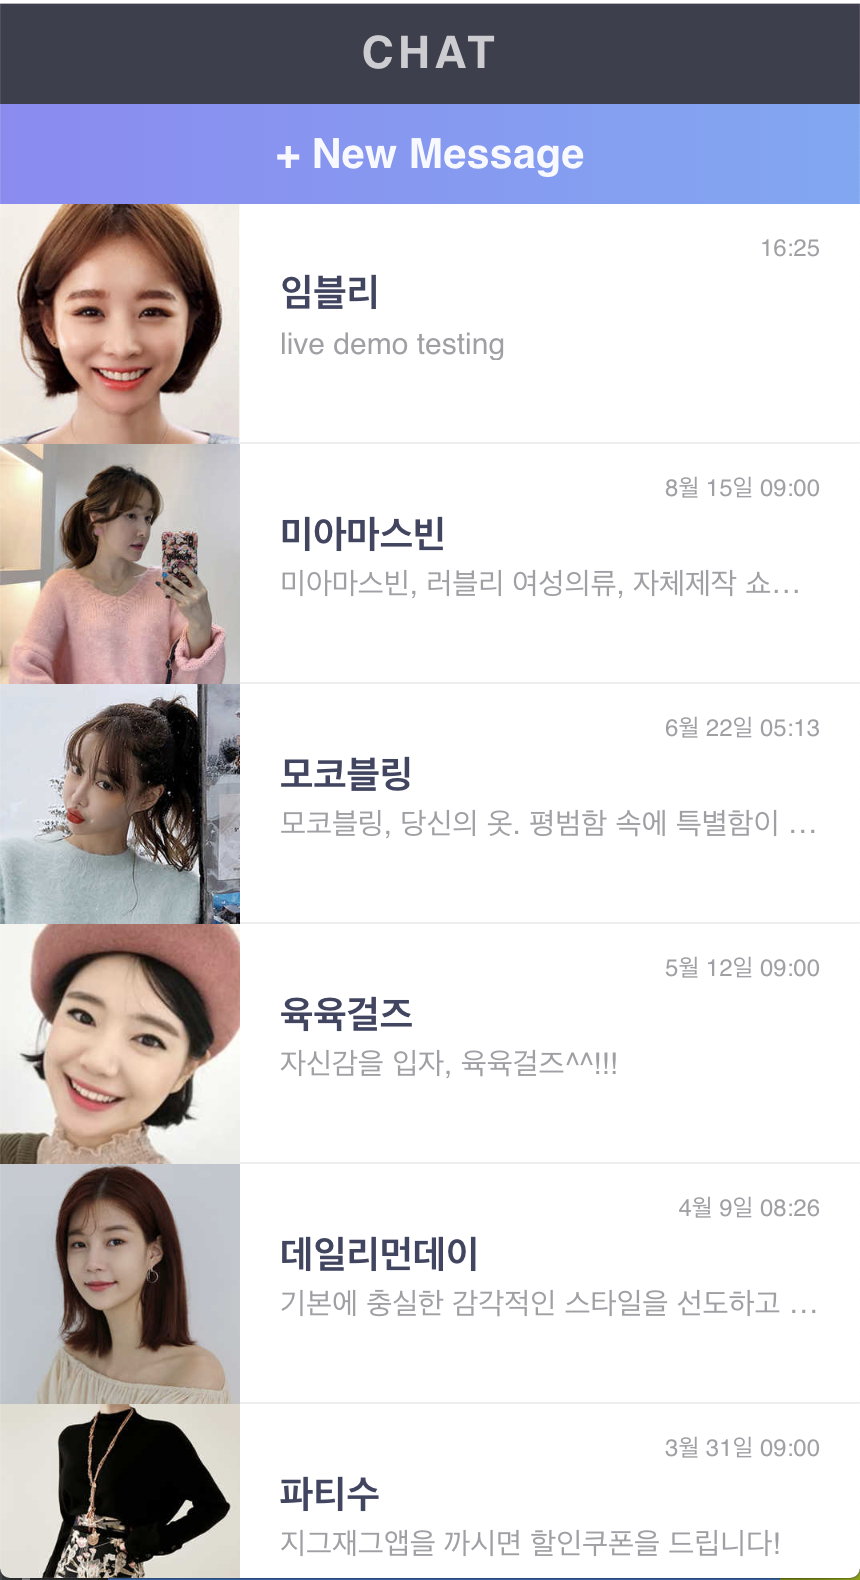 CHAT
+ New Message
16:25
임블리
live demo testing
8월 15일 09:00
미아마스빈
미아마스빈, 러블리 여성의류, 자체제작 쇼...
6월 22일 05:13
모코블링
모코블링, 당신의 옷. 평범함 속에 특별함이 ...
5월 12일 09:00
육육걸즈
자신감을 입자, 육육걸즈^^!!!
4월 9일 08:26
데일리먼데이
기본에 충실한 감각적인 스타일을 선도하고 ...
3월 31일 09:00
파티수
지그재그앱을 까시면 할인쿠폰을 드립니다!